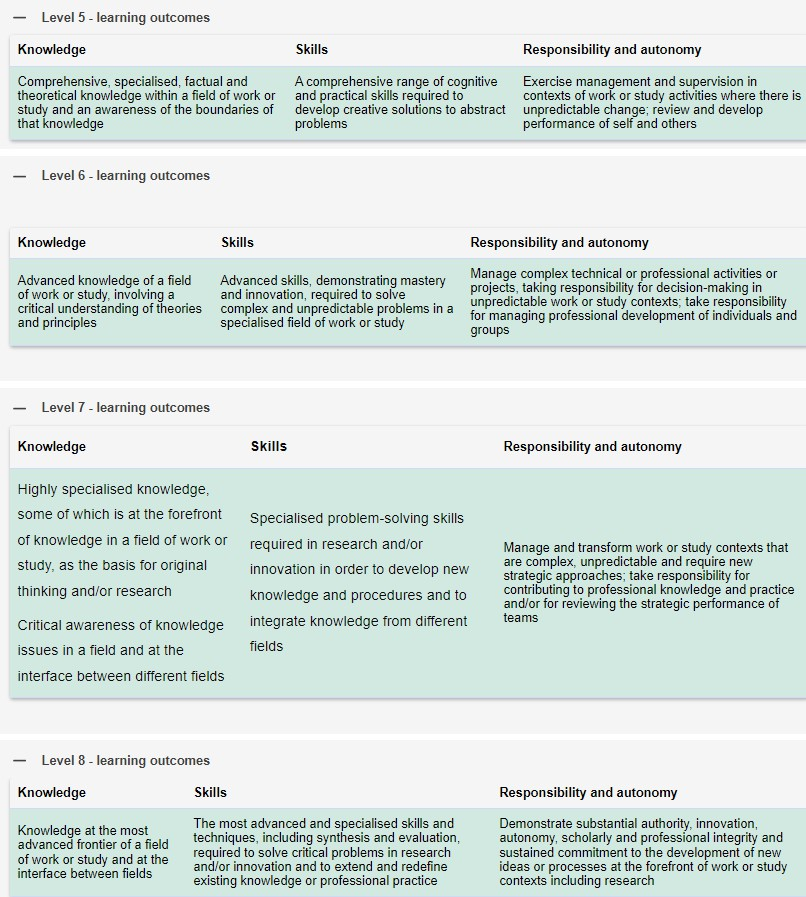 — Level 5 - learning outcomes
Knowledge
Skills
Responsibility and autonomy
Comprehensive, specialised, factual and
theoretical knowledge within a field of work or
study and an awareness of the boundaries of
that knowledge
A comprehensive range of cognitive
and practical skills required to
develop creative solutions to abstract
problems
Exercise management and supervision in
contexts of work or study activities where there is
unpredictable change; review and develop
performance of self and others
— Level 6 - learning outcomes
Knowledge
Skills
Responsibility and autonomy
Advanced knowledge of a field
of work or study, involving a
critical understanding of theories
and principles
Advanced skills, demonstrating mastery
and innovation, required to solve
complex and unpredictable problems in a
specialised field of work or study
Manage complex technical or professional activities or
projects, taking responsibility for decision-making in
unpredictable work or study contexts; take responsibility
for managing professional development of individuals and
groups
— Level 7 - learning outcomes
Knowledge
Skills
Responsibility and autonomy
Highly specialised knowledge,
some of which is at the forefront
of knowledge in a field of work or
study, as the basis for original
thinking and/or research
Critical awareness of knowledge
issues in a field and at the
interface between different fields
Specialised problem-solving skills
required in research and/or
innovation in order to develop new
knowledge and procedures and to
integrate knowledge from different
fields
Manage and transform work or study contexts that
are complex, unpredictable and require new
strategic approaches; take responsibility for
contributing to professional knowledge and practice
and/or for reviewing the strategic performance of
teams
— Level 8 - learning outcomes
Knowledge
Skills
Responsibility and autonomy
Knowledge at the most
advanced frontier of a field
of work or study and at the
interface between fields
The most advanced and specialised skills and
techniques, including synthesis and evaluation,
required to solve critical problems in research
and/or innovation and to extend and redefine
existing knowledge or professional practice
Demonstrate substantial authority, innovation,
autonomy, scholarly and professional integrity and
sustained commitment to the development of new
ideas or processes at the forefront of work or study
contexts including research